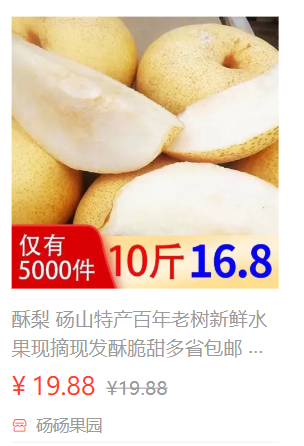 仅有
5000件
10斤 16.8
酥梨 砀山特产百年老树新鲜水
果现摘现发酥脆甜多省包邮 ...
¥ 19.88 ¥19.88
砀砀果园